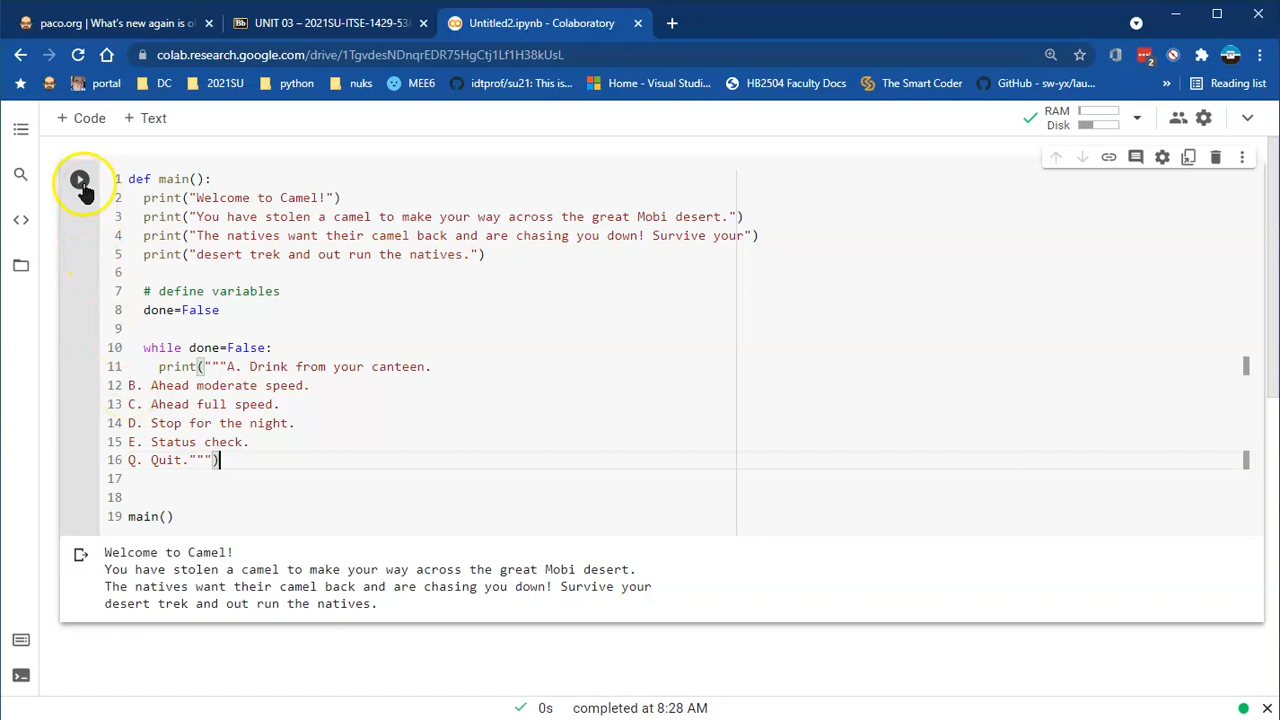 paco.org | What's new again is o
UNIT 03 – 2021SU-ITSE-1429-53
Untitled2.ipynb - Colaboratory
colab.research.google.com/drive/1TgvdesNDnqrEDR75HgCtj1Lf1H38kUsL
portal
DC
2021SU
python
nuks
MEE6
idtprof/su21: This is...
Home - Visual Studi...
HB2504 Faculty Docs
The Smart Coder
GitHub - sw-yx/lau...
»
Reading list
+ Code
+ Text
RAM
Disk
1 def main():
2 print("Welcome to Camel!")
3 print("You have stolen a camel to make your way across the great Mobi desert.")
4 print("The natives want their camel back and are chasing you down! Survive your")
5 print("desert trek and out run the natives.")
6
7 # define variables
8 done=False
9
10 while done=False:
11 print("""A. Drink from your canteen.
12 B. Ahead moderate speed.
13 C. Ahead full speed.
14 D. Stop for the night.
15 E. Status check.
16 Q. Quit.""")
17
18
19 main()
Welcome to Camel!
You have stolen a camel to make your way across the great Mobi desert.
The natives want their camel back and are chasing you down! Survive your
desert trek and out run the natives.
0s completed at 8:28 AM